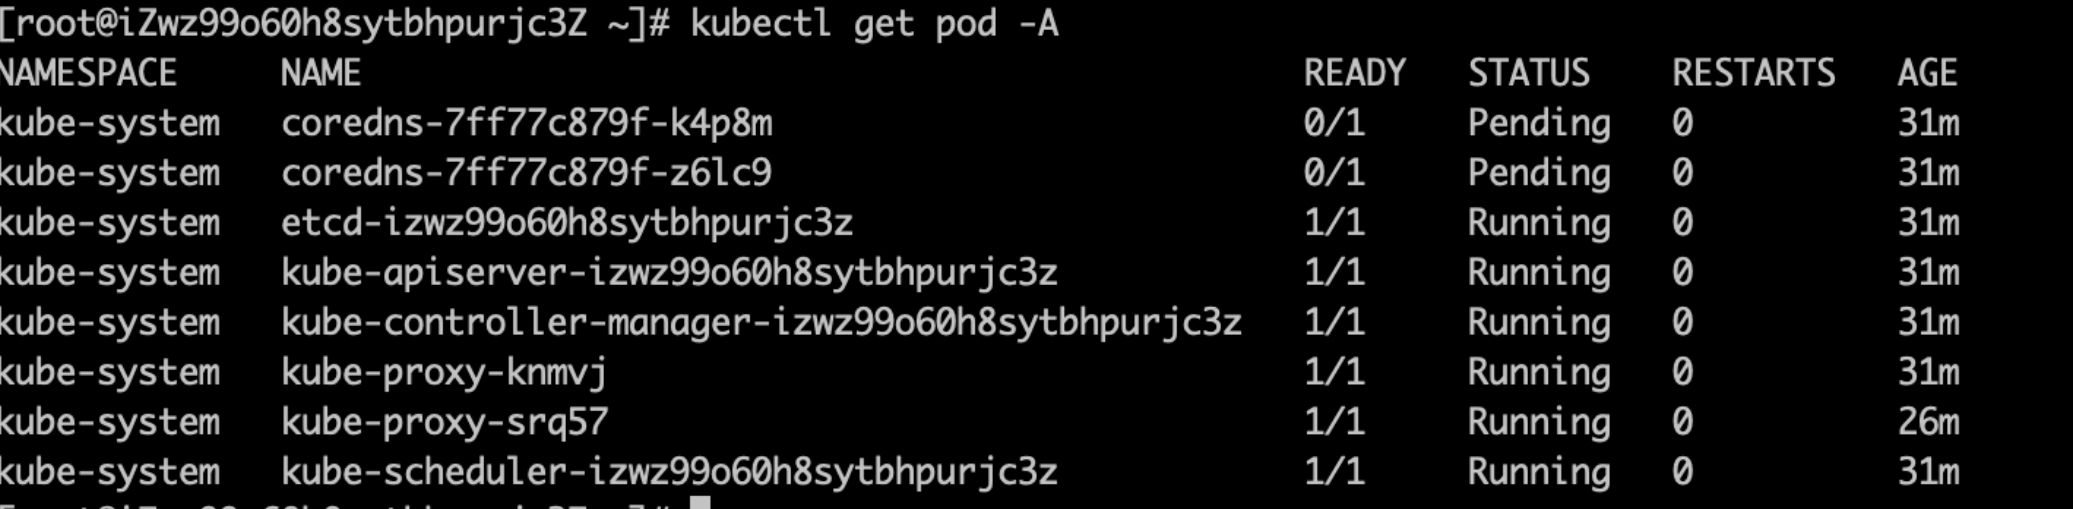 [root@iZwz99o60h8sytbhpurjc3Z ~]# kubectl get pod -A
NAMESPACE NAME READY STATUS RESTARTS AGE
kube-system coredns-7ff77c879f-k4p8m 0/1 Pending 0 31m
kube-system coredns-7ff77c879f-z6lc9 0/1 Pending 0 31m
kube-system etcd-izwz99o60h8sytbhpurjc3z 1/1 Running 0 31m
kube-system kube-apiserver-izwz99o60h8sytbhpurjc3z 1/1 Running 0 31m
kube-system kube-controller-manager-izwz99o60h8sytbhpurjc3z 1/1 Running 0 31m
kube-system kube-proxy-knmvj 1/1 Running 0 31m
kube-system kube-proxy-srq57 1/1 Running 0 26m
kube-system kube-scheduler-izwz99o60h8sytbhpurjc3z 1/1 Running 0 31m